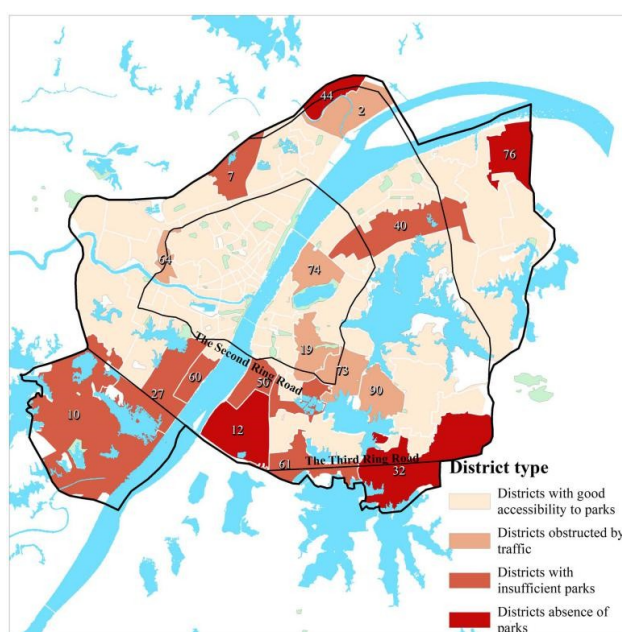 44
2
76
7
40
64
74
19
The Second Ring Road
73
60
50
90
27
10
12
61
The Third Ring Road
32
District type
Districts with good
accessibility to parks
Districts obstructed by
traffic
Districts with
insufficient parks
Districts absence of
parks